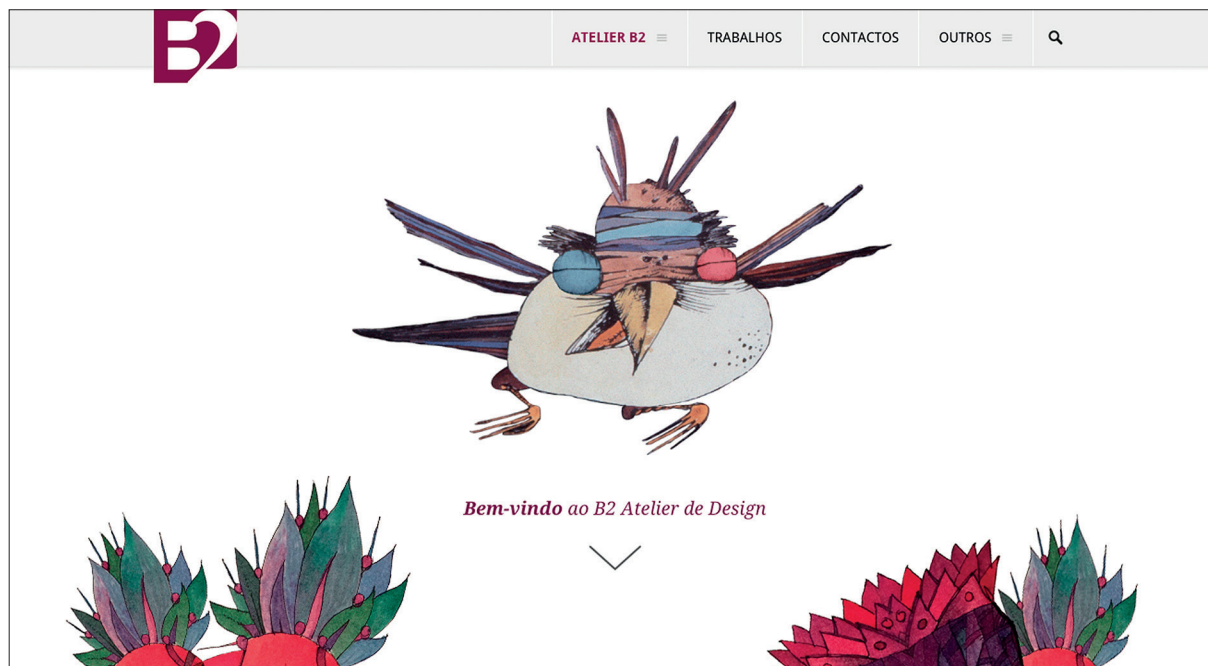 B2
ATELIER B2
TRABALHOS
CONTACTOS
OUTROS
Bem-vindo ao B2 Atelier de Design